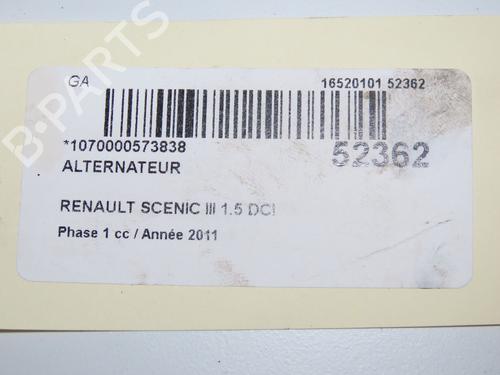 B-PARTS
GA
16520101 52362
*1070000573838
52362
ALTERNATEUR
RENAULT SCENIC III 1.5 DCI
Phase 1 cc / Année 2011